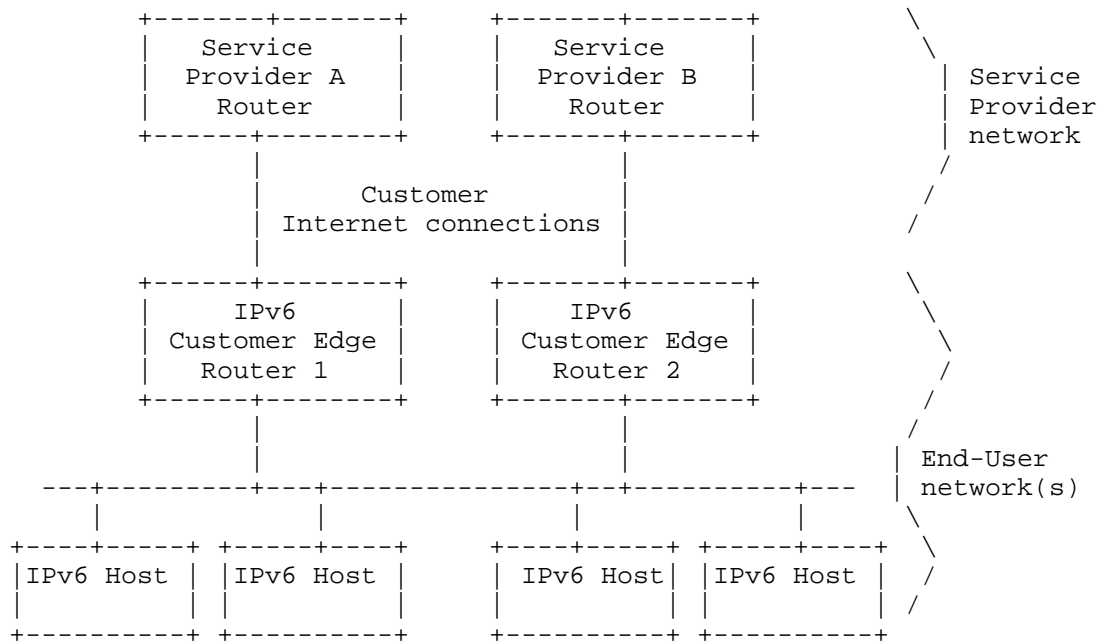 Service Service
Provider A Provider B Service
Router Router Provider
network
Customer
Internet connections
IPv6 IPv6
Customer Edge Customer Edge
Router 1 Router 2
End-User
network(s)
IPv6 Host IPv6 Host IPv6 Host IPv6 Host